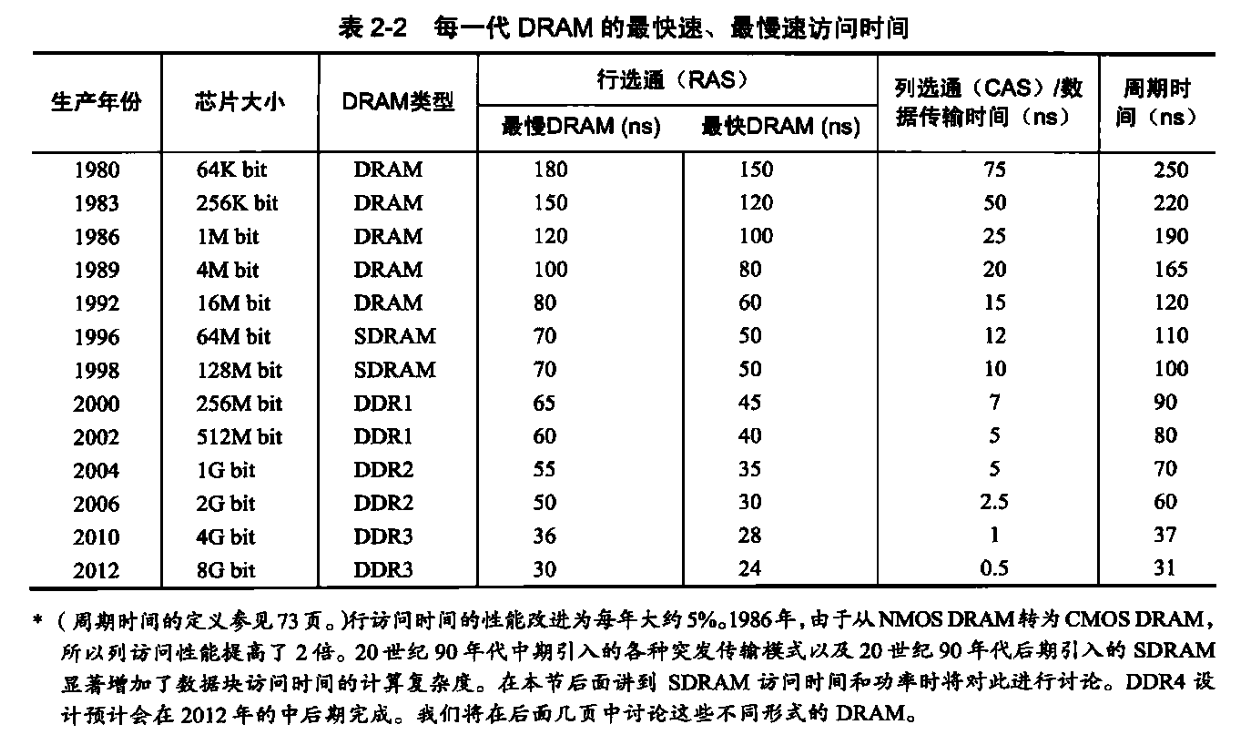 表 2-2 每一代 DRAM 的最快速、最慢速访问时间
生产年份 芯片大小 DRAM类型 行选通（RAS） 列选通（CAS）/数据传输时间（ns） 周期时间（ns）
最慢DRAM (ns) 最快DRAM (ns)
1980 64K bit DRAM 180 150 75 250
1983 256K bit DRAM 150 120 50 220
1986 1M bit DRAM 120 100 25 190
1989 4M bit DRAM 100 80 20 165
1992 16M bit DRAM 80 60 15 120
1996 64M bit SDRAM 70 50 12 110
1998 128M bit SDRAM 70 50 10 100
2000 256M bit DDR1 65 45 7 90
2002 512M bit DDR1 60 40 5 80
2004 1G bit DDR2 55 35 5 70
2006 2G bit DDR2 50 30 2.5 60
2010 4G bit DDR3 36 28 1 37
2012 8G bit DDR3 30 24 0.5 31
* （周期时间的定义参见73页。）行访问时间的性能改进为每年大约5%。1986年，由于从NMOS DRAM转为CMOS DRAM，
所以列访问性能提高了2倍。20世纪90年代中期引入的各种突发传输模式以及20世纪90年代后期引入的SDRAM
显著增加了数据块访问时间的计算复杂度。在本节后面讲到 SDRAM 访问时间和功率时将对此进行讨论。DDR4 设
计预计会在2012年的中后期完成。我们将在后面几页中讨论这些不同形式的DRAM。